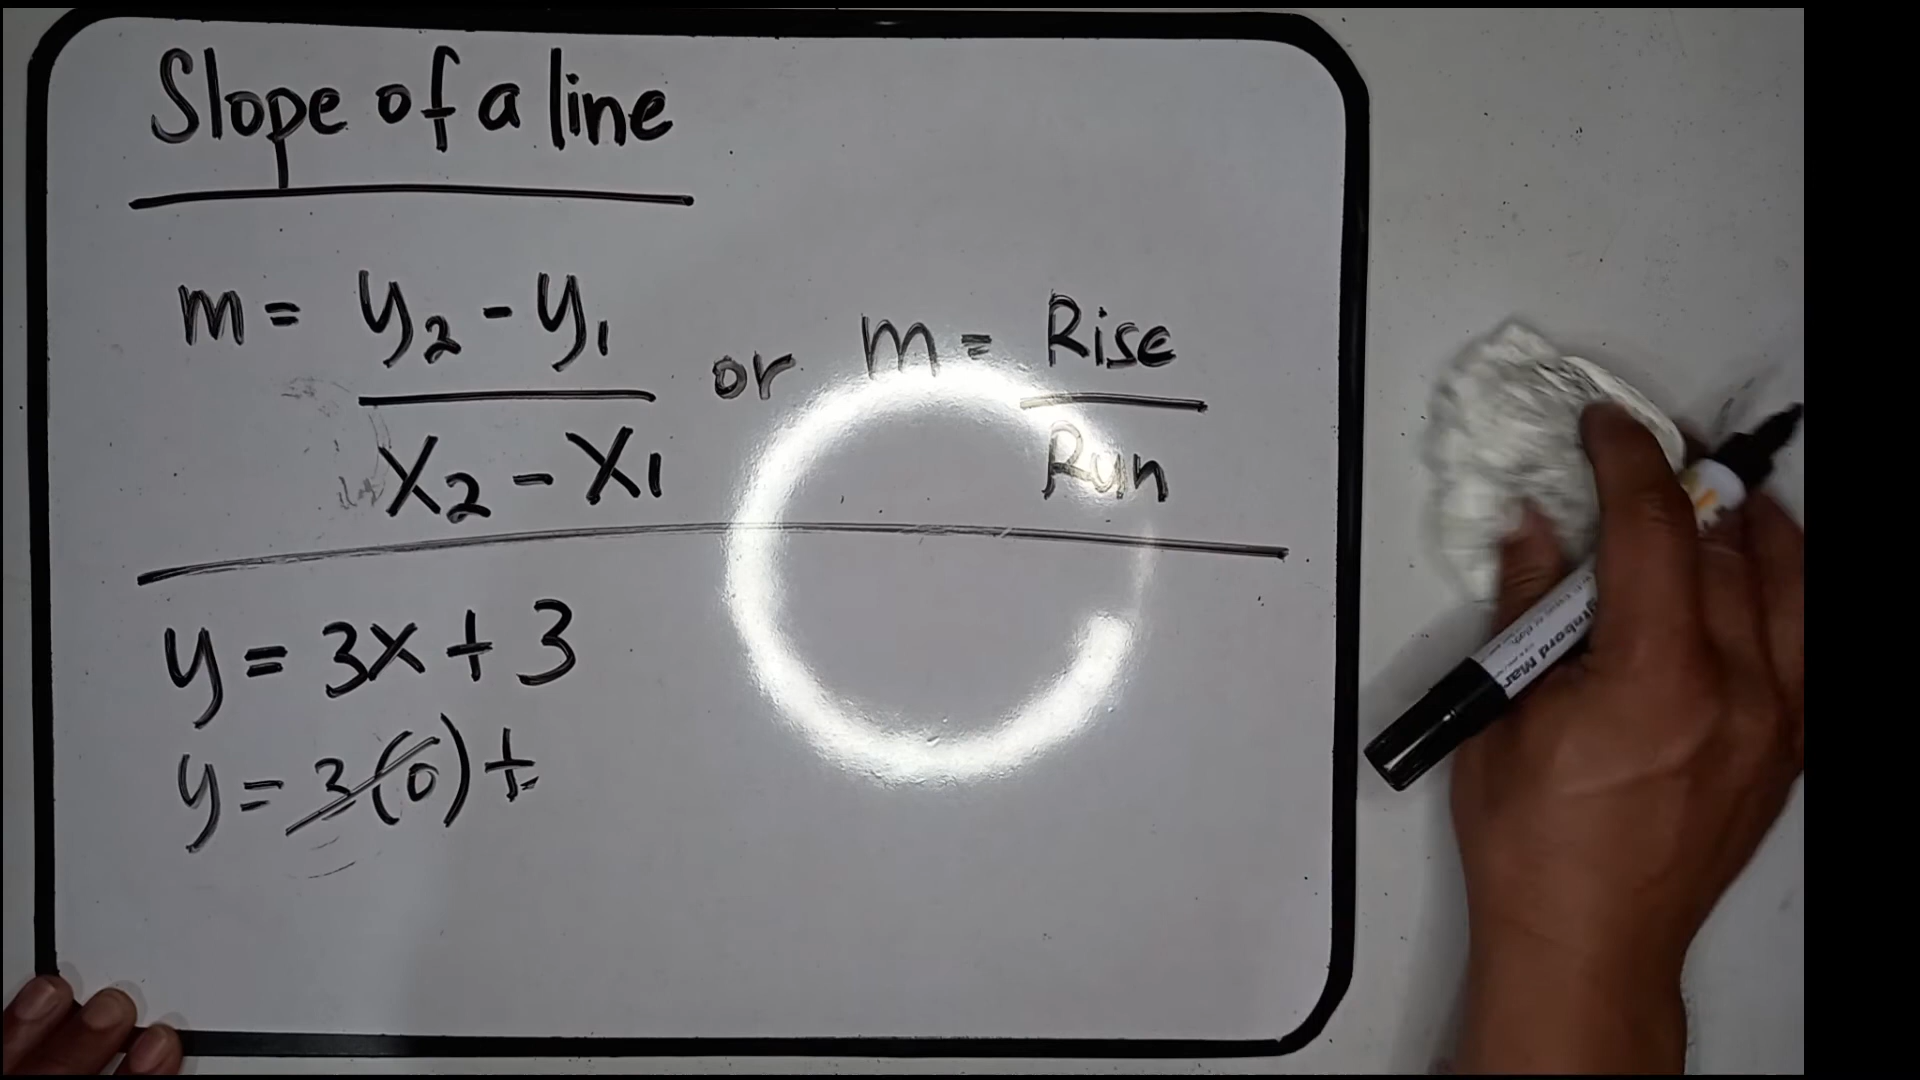 Slope of a line
m = y₂ - y₁ / x₂ - x₁ or m = Rise / Run
y = 3x + 3
y = 3(0) +